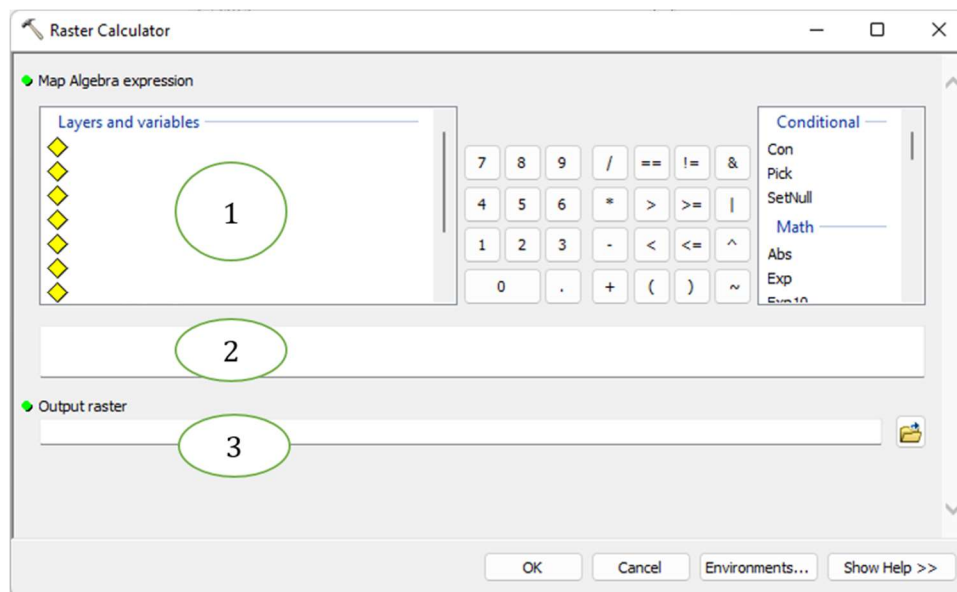 Raster Calculator
Map Algebra expression
Layers and variables
1
7 8 9 / == != &
4 5 6 * > >= |
1 2 3 - < <= ^
0 . + ( ) ~
Conditional
Con
Pick
SetNull
Math
Abs
Exp
Exp10
2
Output raster
3
OK Cancel Environments... Show Help >>